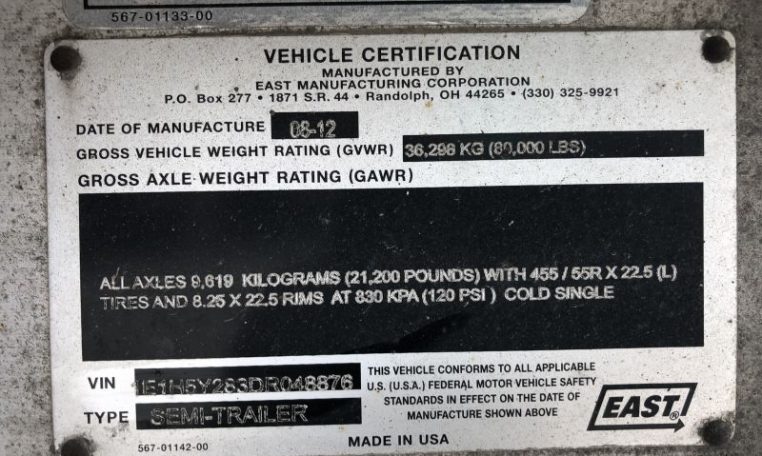 567-01133-00
VEHICLE CERTIFICATION
MANUFACTURED BY
EAST MANUFACTURING CORPORATION
P.O. Box 277 • 1871 S.R. 44 • Randolph, OH 44265 • (330) 325-9921
DATE OF MANUFACTURE 08-12
GROSS VEHICLE WEIGHT RATING (GVWR) 36,298 KG (80,000 LBS)
GROSS AXLE WEIGHT RATING (GAWR)
ALL AXLES 9,619 KILOGRAMS (21,200 POUNDS) WITH 455 / 55R X 22.5 (L)
TIRES AND 8.25 X 22.5 RIMS AT 830 KPA (120 PSI ) COLD SINGLE
VIN 1E1H5Y283DR048876
TYPE SEMI-TRAILER
THIS VEHICLE CONFORMS TO ALL APPLICABLE
U.S. (U.S.A.) FEDERAL MOTOR VEHICLE SAFETY
STANDARDS IN EFFECT ON THE DATE OF
MANUFACTURE SHOWN ABOVE
EAST®
567-01142-00
MADE IN USA